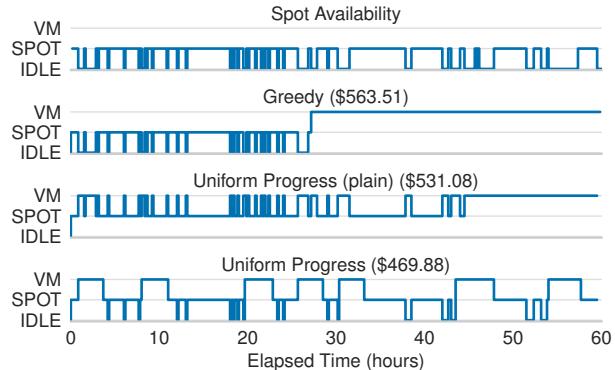 Spot Availability
VM
SPOT
IDLE
Greedy ($563.51)
VM
SPOT
IDLE
Uniform Progress (plain) ($531.08)
VM
SPOT
IDLE
Uniform Progress ($469.88)
VM
SPOT
IDLE
0 10 20 30 40 50 60
Elapsed Time (hours)